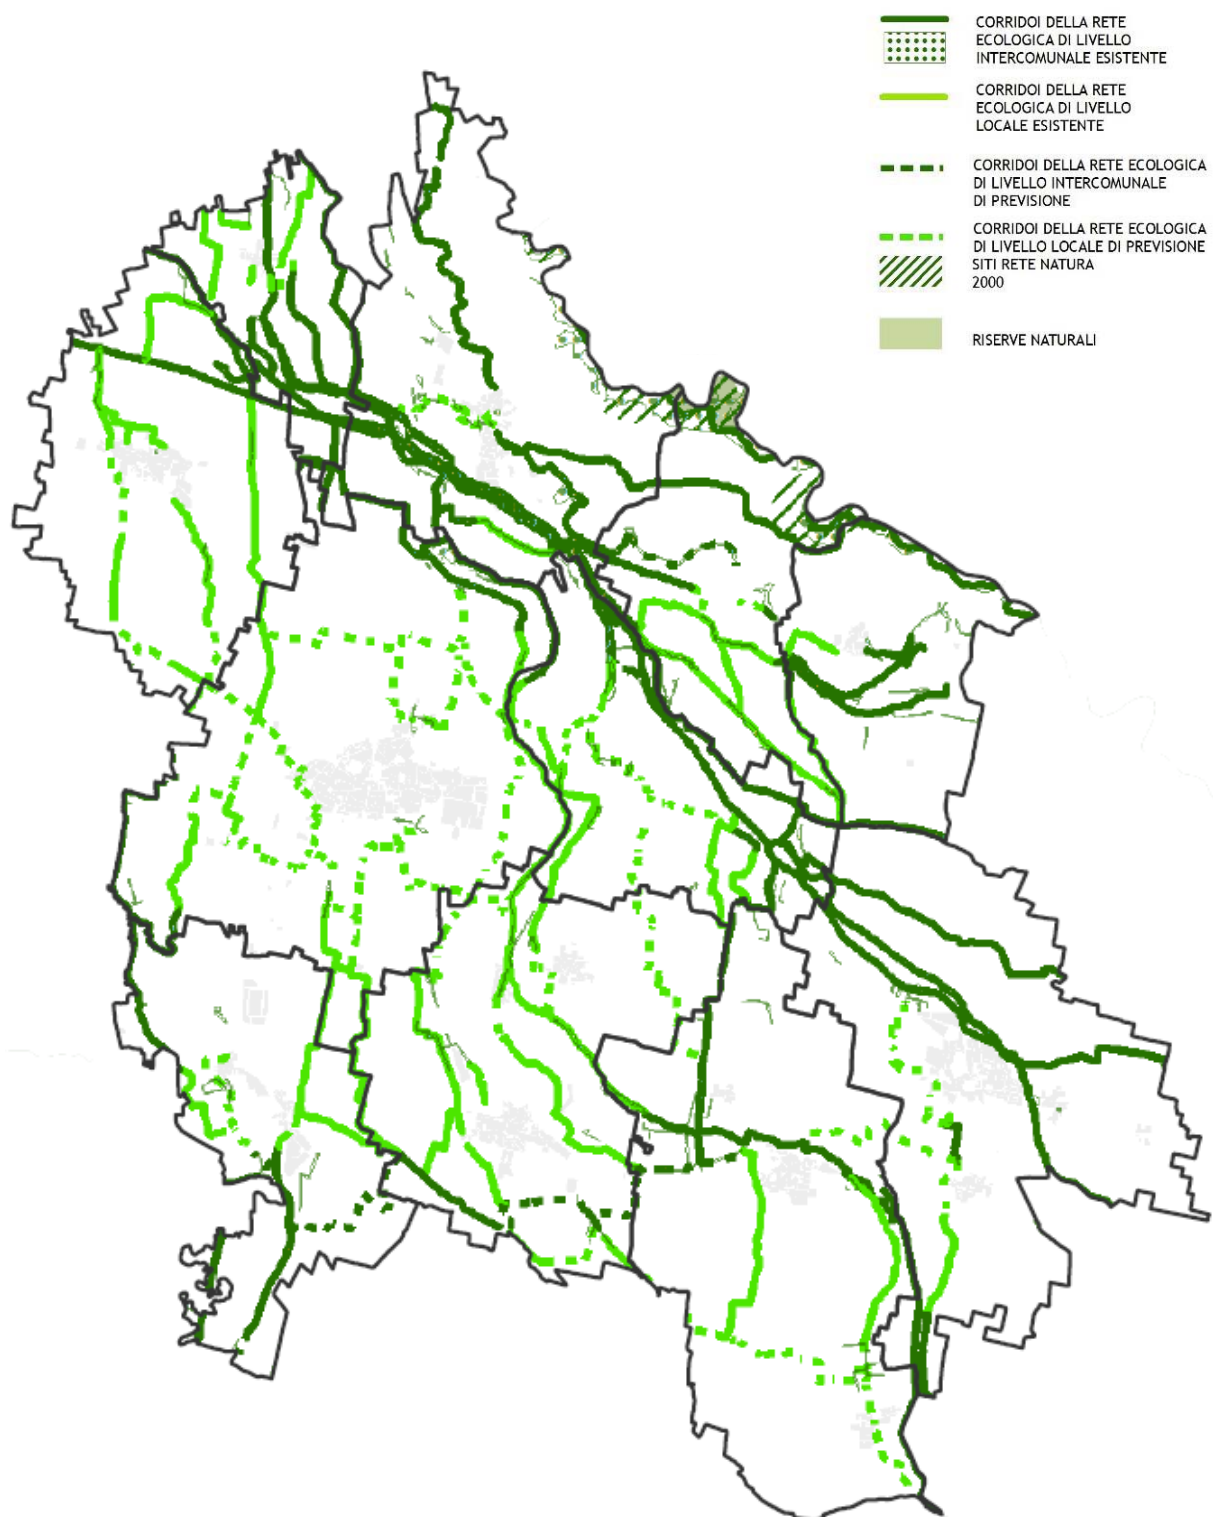 CORRIDOI DELLA RETE
ECOLOGICA DI LIVELLO
INTERCOMUNALE ESISTENTE
CORRIDOI DELLA RETE
ECOLOGICA DI LIVELLO
LOCALE ESISTENTE
CORRIDOI DELLA RETE ECOLOGICA
DI LIVELLO INTERCOMUNALE
DI PREVISIONE
CORRIDOI DELLA RETE ECOLOGICA
DI LIVELLO LOCALE DI PREVISIONE
SITI RETE NATURA
2000
RISERVE NATURALI